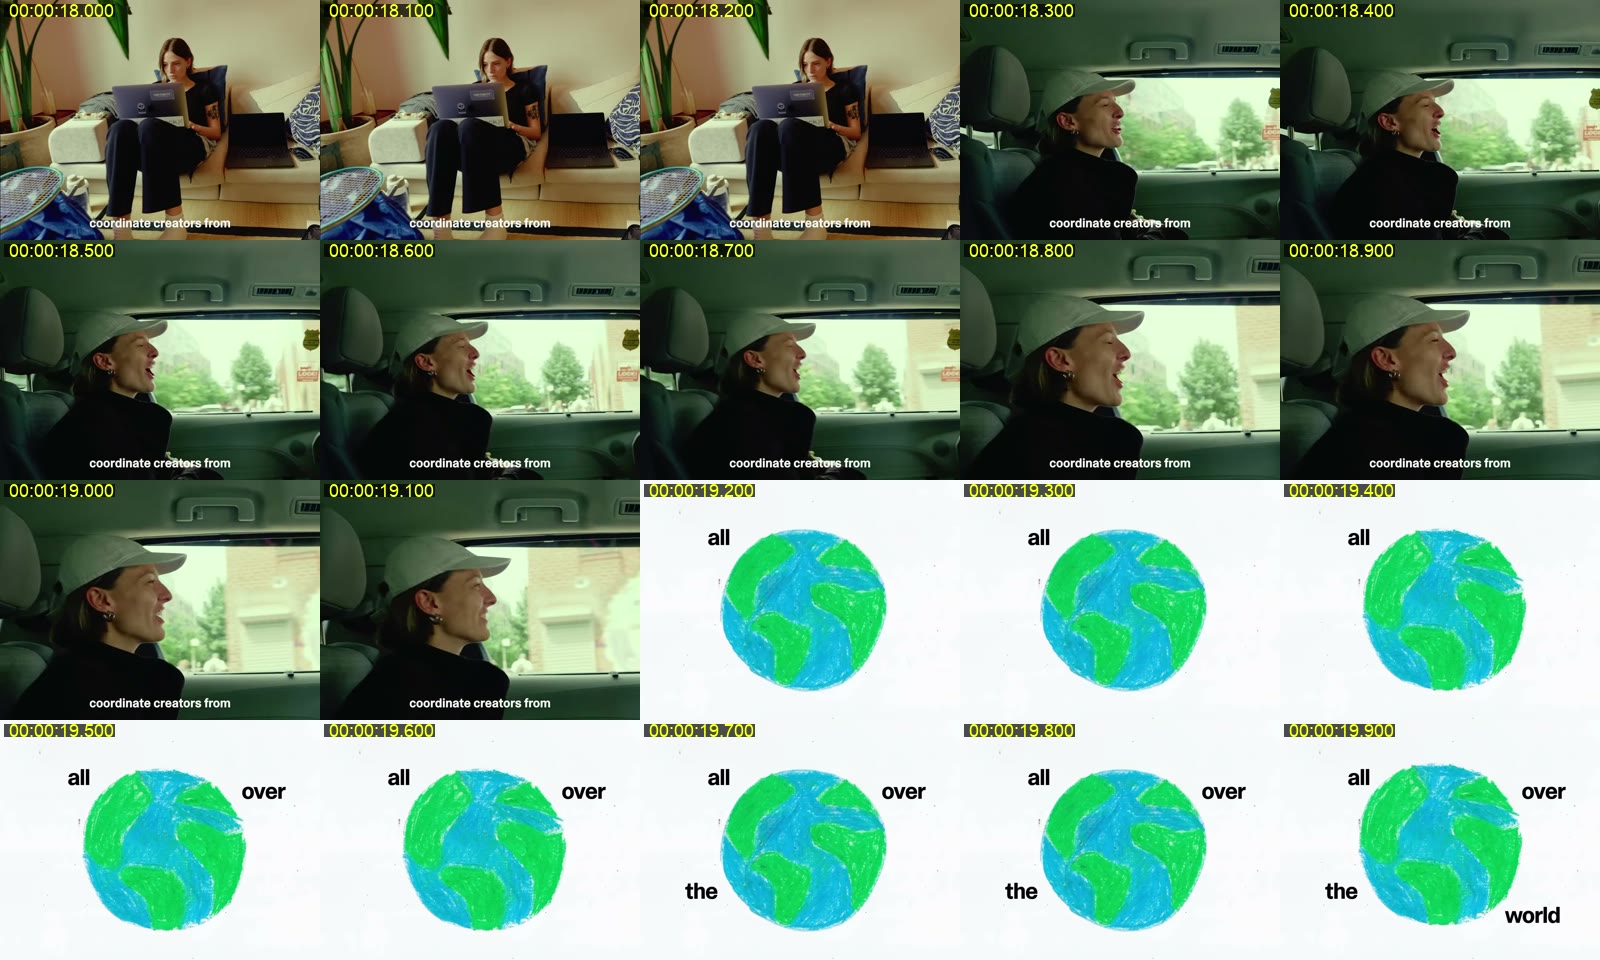 00:00:18.000
coordinate creators from
00:00:18.100
coordinate creators from
00:00:18.200
coordinate creators from
00:00:18.300
coordinate creators from
00:00:18.400
coordinate creators from
00:00:18.500
coordinate creators from
00:00:18.600
coordinate creators from
00:00:18.700
coordinate creators from
00:00:18.800
coordinate creators from
00:00:18.900
coordinate creators from
00:00:19.000
coordinate creators from
00:00:19.100
coordinate creators from
00:00:19.200
all
00:00:19.300
all
00:00:19.400
all
00:00:19.500
all
over
00:00:19.600
all
over
00:00:19.700
all
over
the
00:00:19.800
all
over
the
00:00:19.900
all
over
the
world